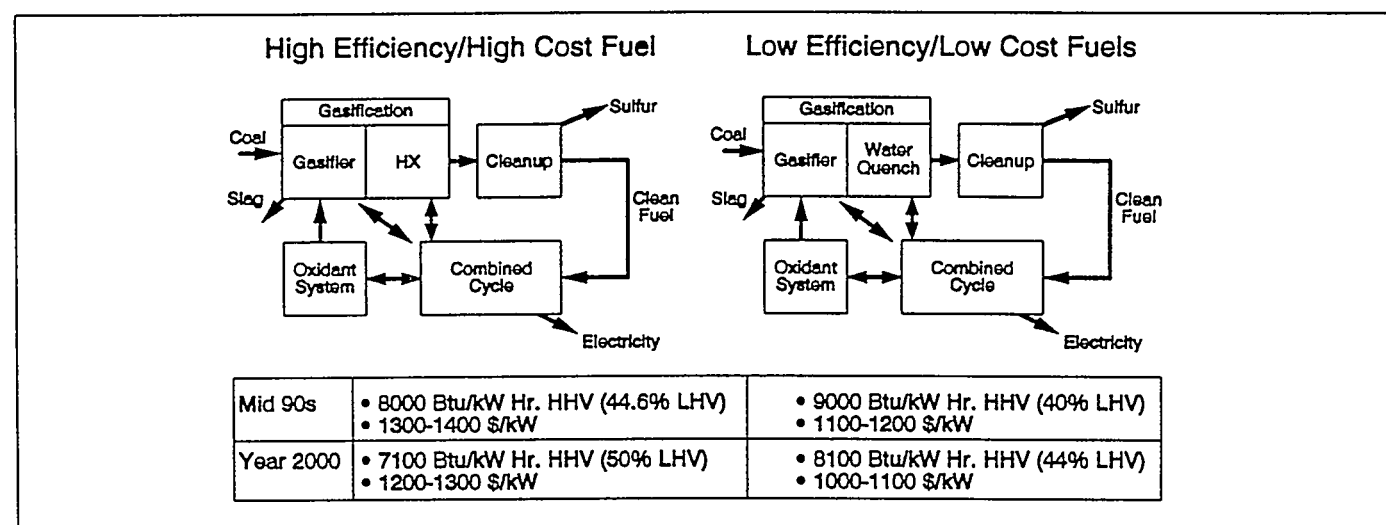 High Efficiency/High Cost Fuel
Gasification
Coal
Gasifier
HX
Cleanup
Sulfur
Slag
Clean
Fuel
Oxidant
System
Combined
Cycle
Electricity
Low Efficiency/Low Cost Fuels
Gasification
Coal
Gasifier
Water
Quench
Cleanup
Sulfur
Slag
Clean
Fuel
Oxidant
System
Combined
Cycle
Electricity
Mid 90s
• 8000 Btu/kW Hr. HHV (44.6% LHV)
• 1300-1400 $/kW
• 9000 Btu/kW Hr. HHV (40% LHV)
• 1100-1200 $/kW
Year 2000
• 7100 Btu/kW Hr. HHV (50% LHV)
• 1200-1300 $/kW
• 8100 Btu/kW Hr. HHV (44% LHV)
• 1000-1100 $/kW